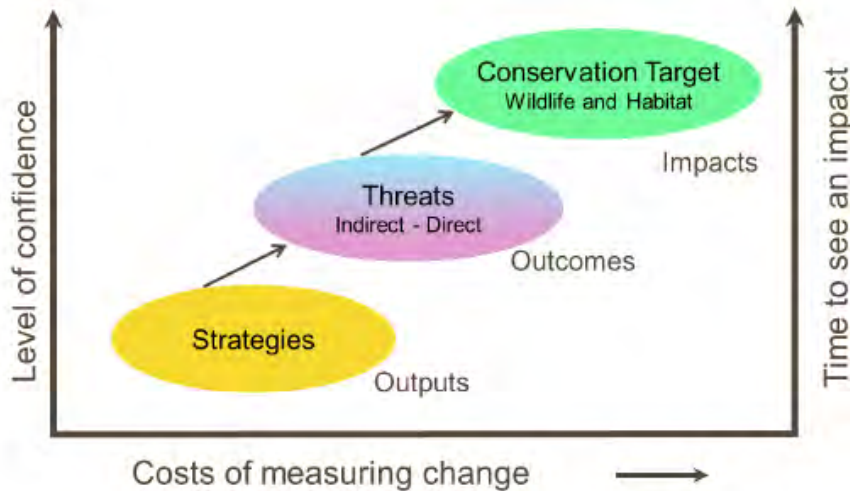 Conservation Target
Wildlife and Habitat
Impacts
Threats
Indirect - Direct
Outcomes
Strategies
Outputs
Level of confidence
Time to see an impact
Costs of measuring change